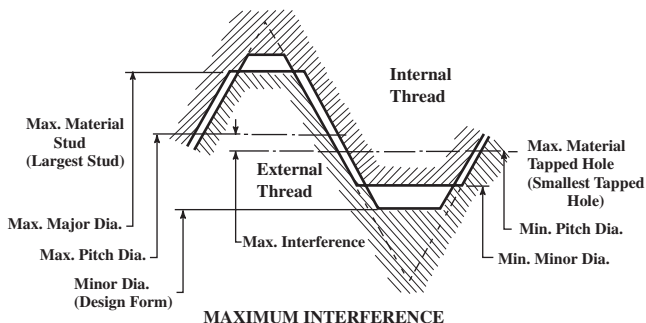 Internal
Thread
Max. Material
Stud
(Largest Stud)
External
Thread
Max. Material
Tapped Hole
(Smallest Tapped
Hole)
Max. Major Dia.
Min. Pitch Dia.
Max. Pitch Dia.
Max. Interference
Min. Minor Dia.
Minor Dia.
(Design Form)
MAXIMUM INTERFERENCE